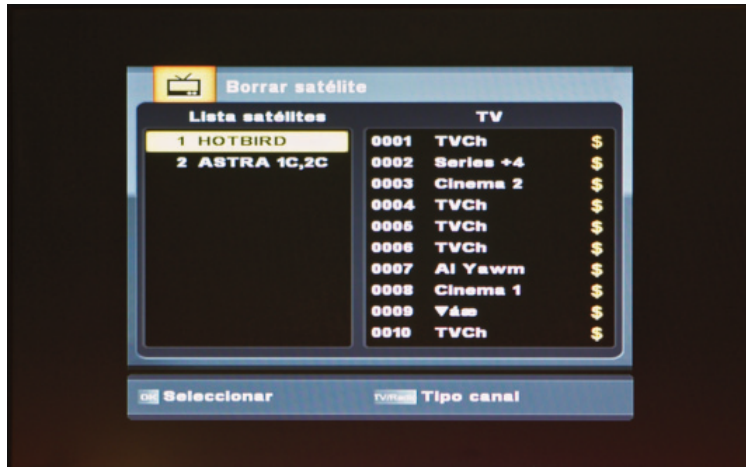 Borrar satélite
Lista satélites
TV
1 HOTBIRD
2 ASTRA 1C,2C
0001 TVCh $
0002 Series +4 $
0003 Cinema 2 $
0004 TVCh $
0005 TVCh $
0006 TVCh $
0007 Al Yawm $
0008 Cinema 1 $
0009 $
0010 TVCh $
OK Seleccionar
TV/Radio Tipo canal